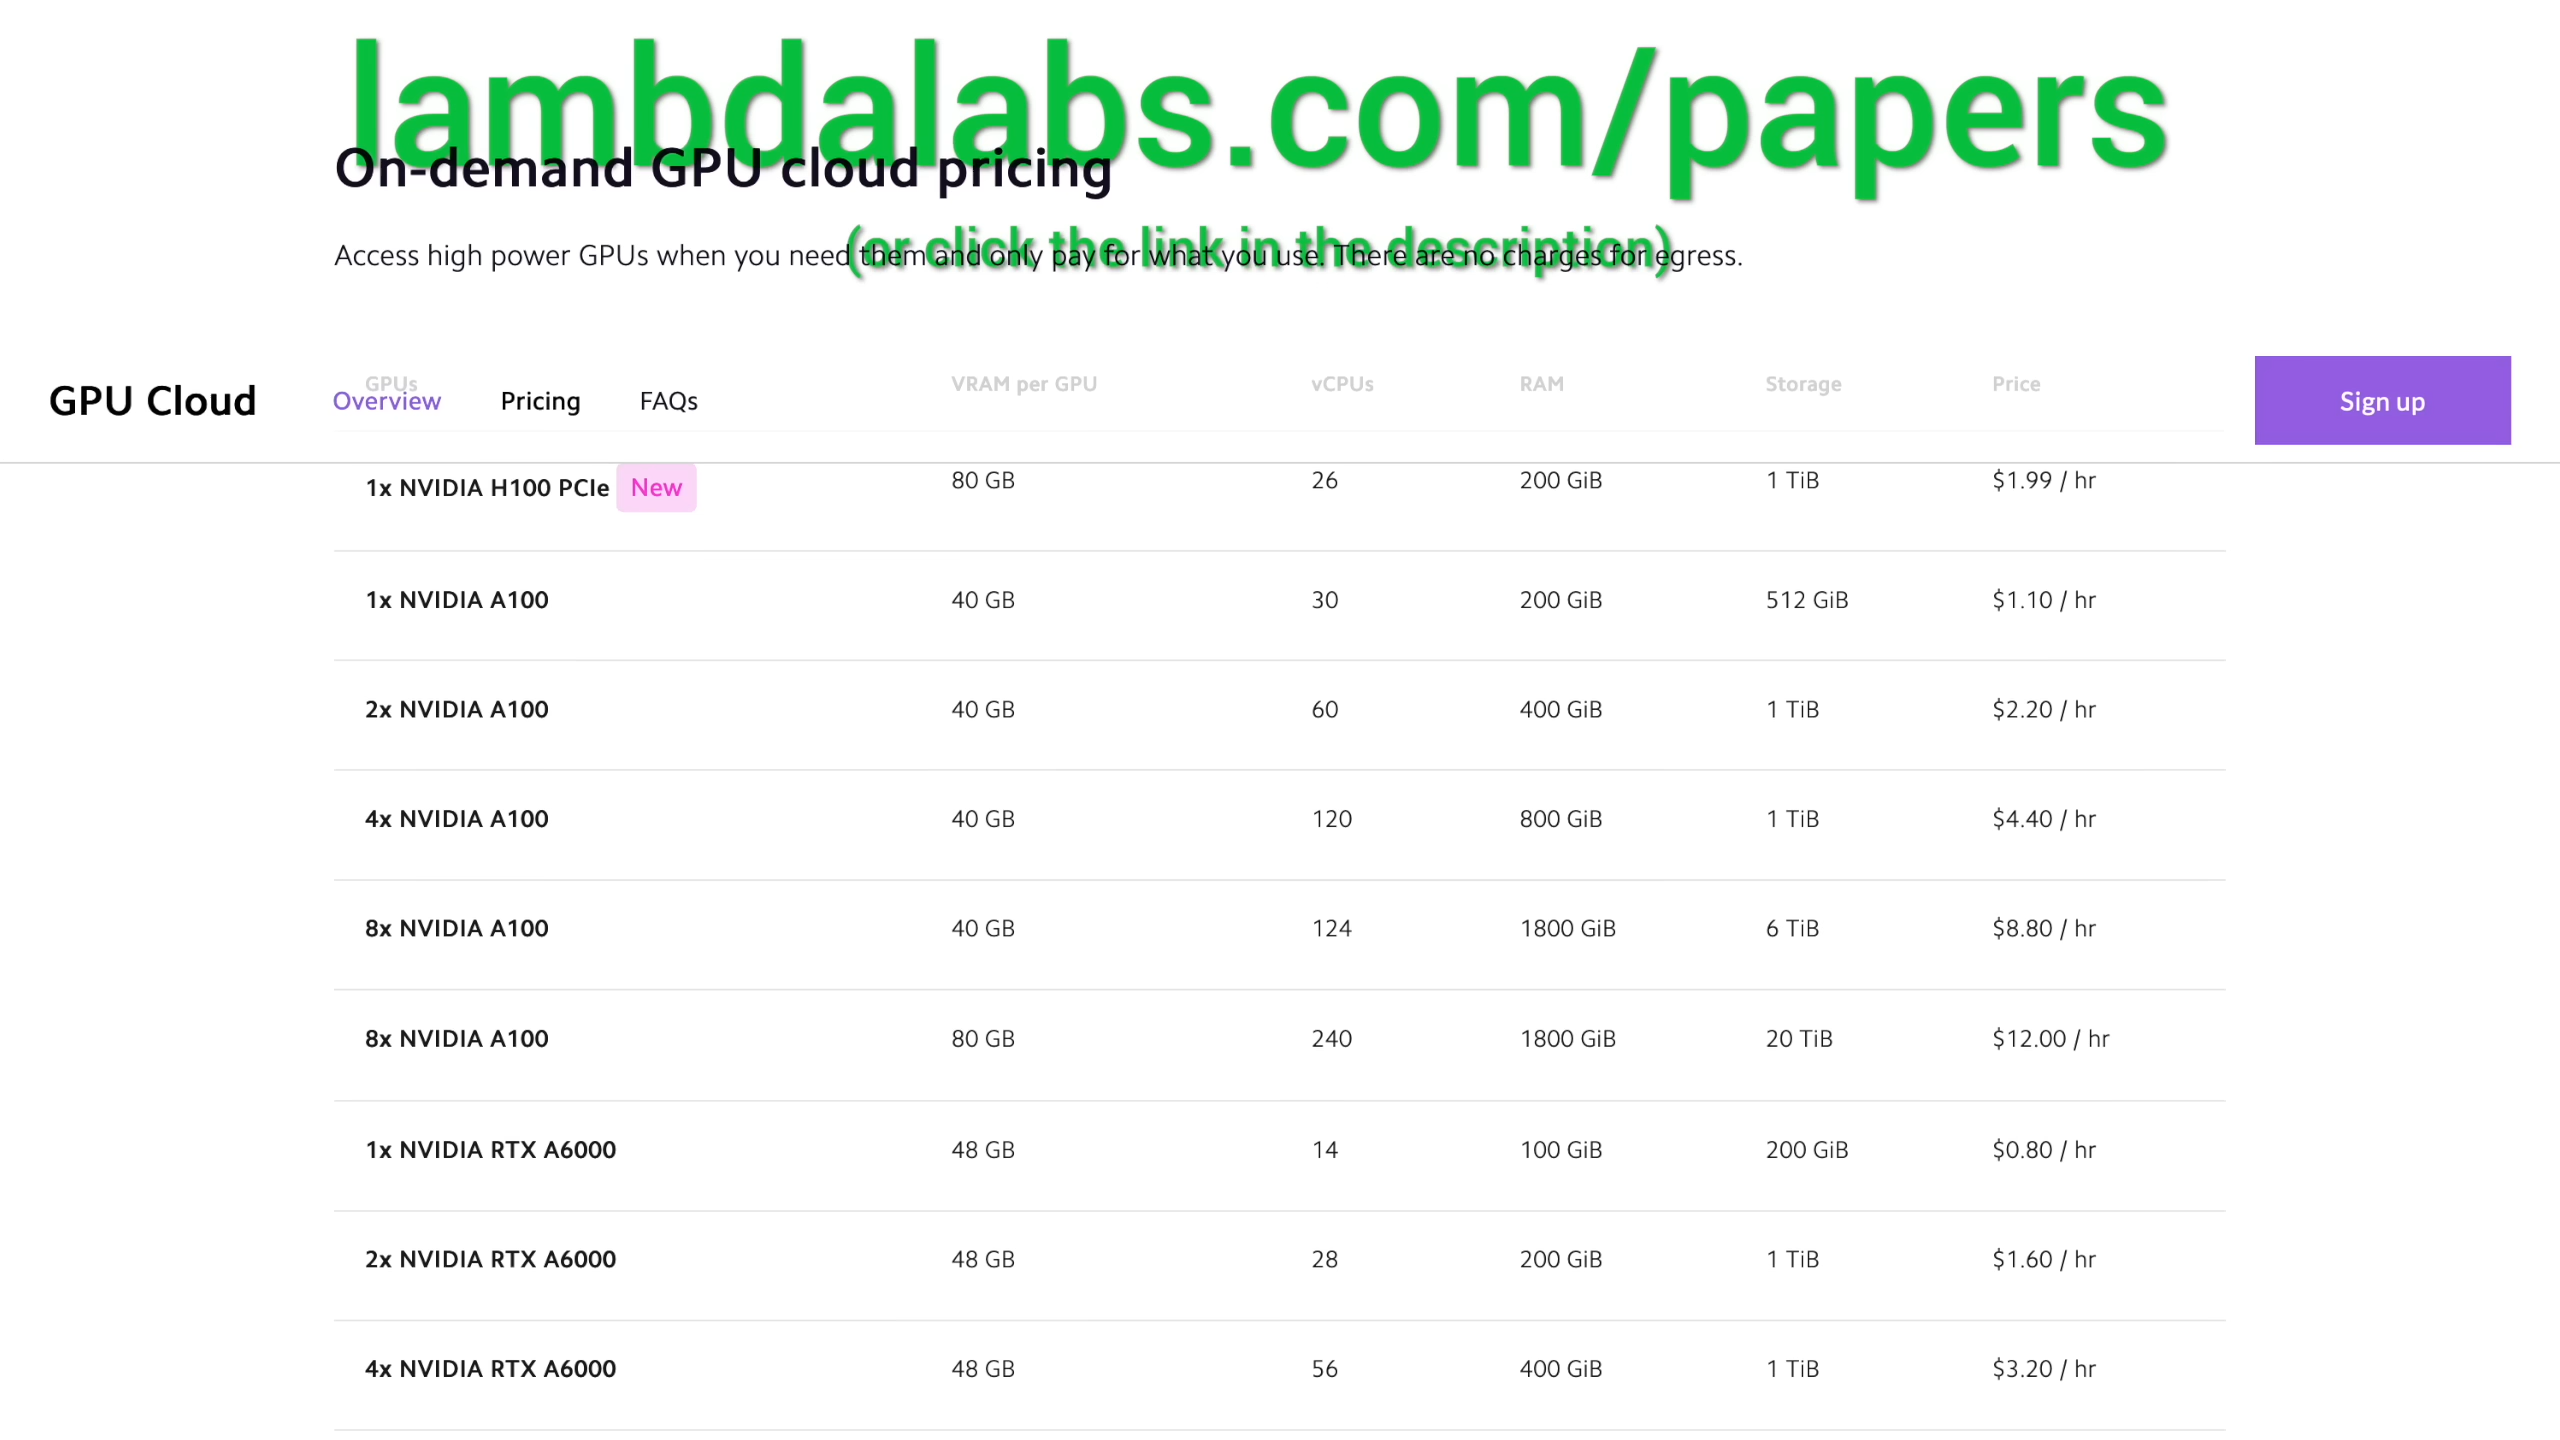 lambdalabs.com/papers
On-demand GPU cloud pricing
(or click the link in the description)
Access high power GPUs when you need them and only pay for what you use. There are no charges for egress.
GPU Cloud Overview Pricing FAQs Sign up
GPUs VRAM per GPU vCPUs RAM Storage Price
1x NVIDIA H100 PCIe New 80 GB 26 200 GiB 1 TiB $1.99 / hr
1x NVIDIA A100 40 GB 30 200 GiB 512 GiB $1.10 / hr
2x NVIDIA A100 40 GB 60 400 GiB 1 TiB $2.20 / hr
4x NVIDIA A100 40 GB 120 800 GiB 1 TiB $4.40 / hr
8x NVIDIA A100 40 GB 124 1800 GiB 6 TiB $8.80 / hr
8x NVIDIA A100 80 GB 240 1800 GiB 20 TiB $12.00 / hr
1x NVIDIA RTX A6000 48 GB 14 100 GiB 200 GiB $0.80 / hr
2x NVIDIA RTX A6000 48 GB 28 200 GiB 1 TiB $1.60 / hr
4x NVIDIA RTX A6000 48 GB 56 400 GiB 1 TiB $3.20 / hr